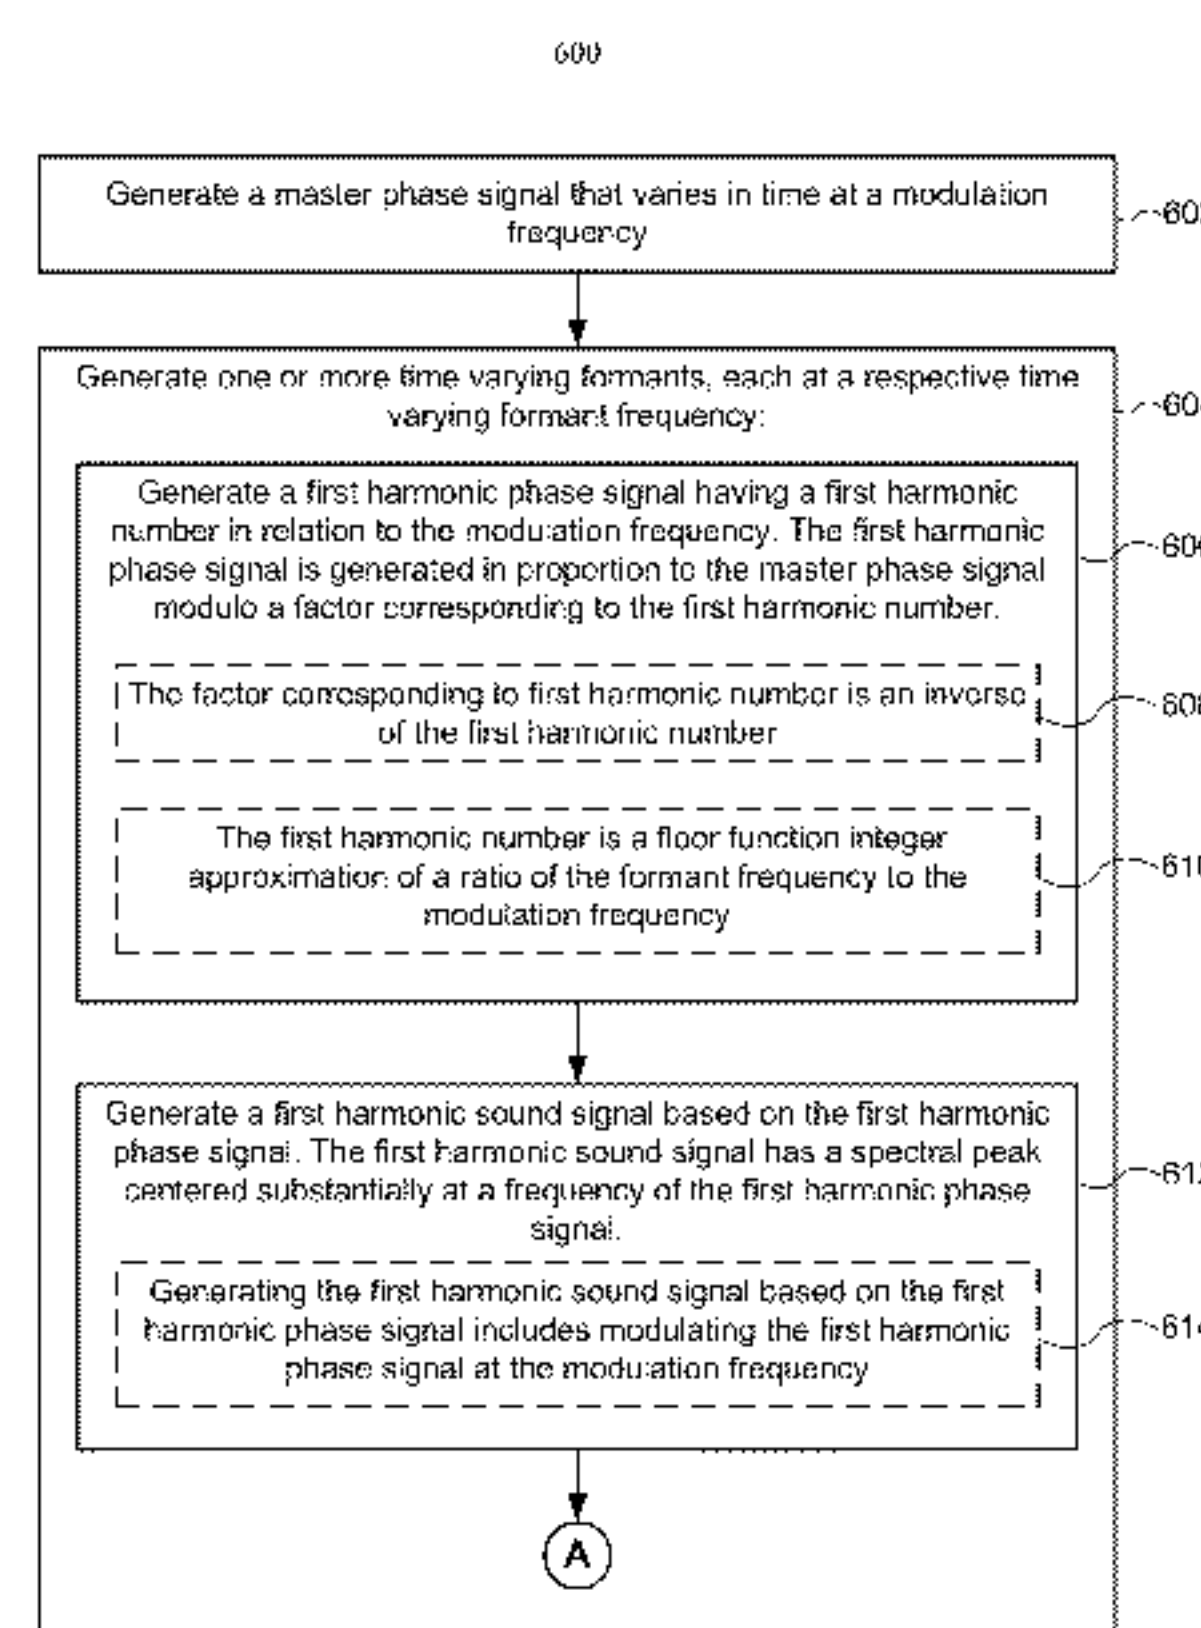 600
Generate a master phase signal that varies in time at a modulation
frequency
60
Generate one or more time varying formants, each at a respective time
varying formant frequency:
60
Generate a first harmonic phase signal having a first harmonic
number in relation to the modulation frequency. The first harmonic
phase signal is generated in proportion to the master phase signal
modulo a factor corresponding to the first harmonic number.
60
The factor corresponding to first harmonic number is an inverse
of the first harmonic number
60
The first harmonic number is a floor function integer
approximation of a ratio of the formant frequency to the
modulation frequency
61
Generate a first harmonic sound signal based on the first harmonic
phase signal. The first harmonic sound signal has a spectral peak
centered substantially at a frequency of the first harmonic phase
signal.
61
Generating the first harmonic sound signal based on the first
harmonic phase signal includes modulating the first harmonic
phase signal at the modulation frequency
61
A